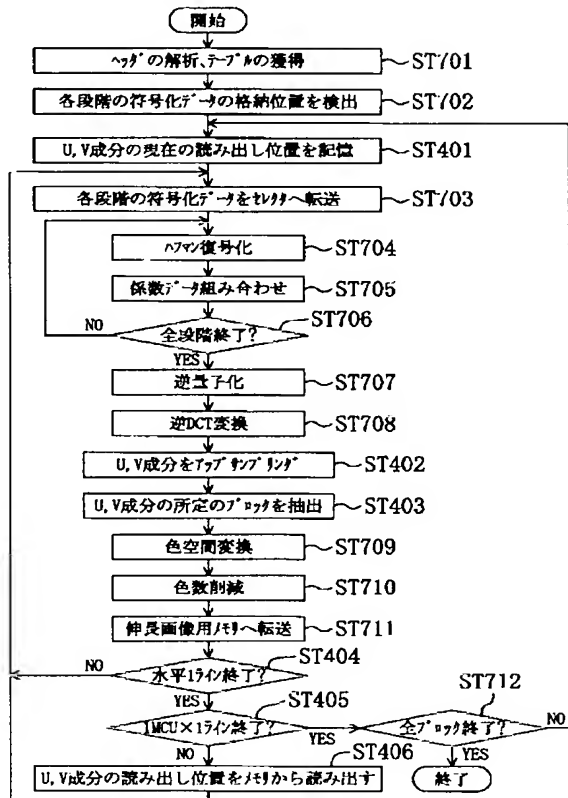 開始
ヘッダの解析、テーブルの獲得 ST701
各段階の符号化データの格納位置を検出 ST702
U,V成分の現在の読み出し位置を記憶 ST401
各段階の符号化データをセレクタへ転送 ST703
ハフマン復号化 ST704
係数データ組み合わせ ST705
ST706
NO 全段階終了?
YES
逆量子化 ST707
逆DCT変換 ST708
U,V成分をアップサンプリング ST402
U,V成分の所定のブロックを抽出 ST403
色空間変換 ST709
色数削減 ST710
伸長画像用メモリへ転送 ST711
ST404
NO 水平1ライン終了?
YES ST405 ST712
1MCU×1ライン終了? YES 全ブロック終了? NO
NO ST406 YES
U,V成分の読み出し位置をメモリから読み出す 終了